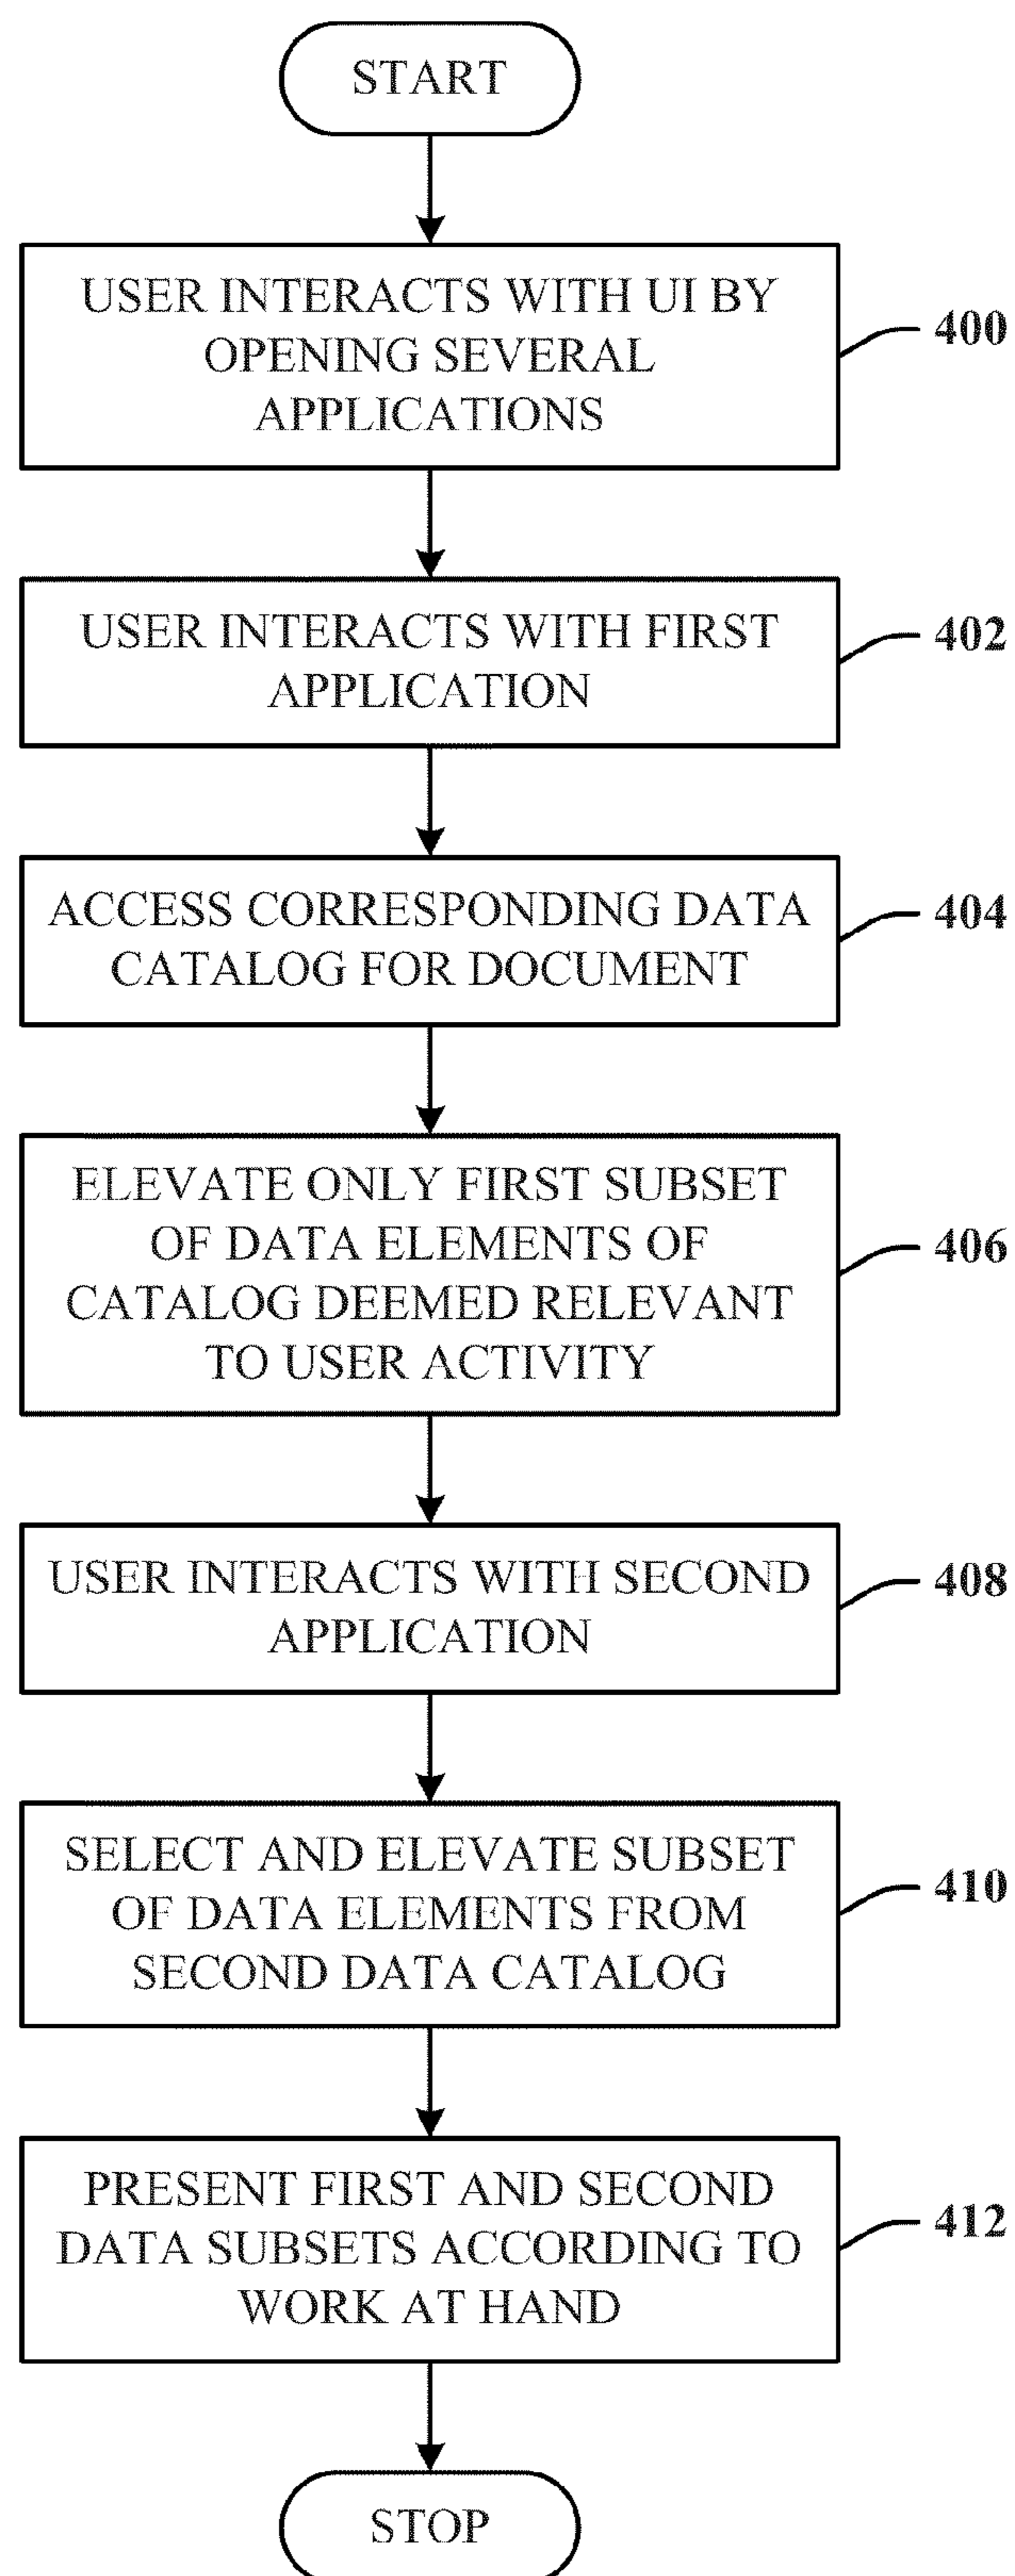 START
USER INTERACTS WITH UI BY
OPENING SEVERAL
APPLICATIONS
400
USER INTERACTS WITH FIRST
APPLICATION
402
ACCESS CORRESPONDING DATA
CATALOG FOR DOCUMENT
404
ELEVATE ONLY FIRST SUBSET
OF DATA ELEMENTS OF
CATALOG DEEMED RELEVANT
TO USER ACTIVITY
406
USER INTERACTS WITH SECOND
APPLICATION
408
SELECT AND ELEVATE SUBSET
OF DATA ELEMENTS FROM
SECOND DATA CATALOG
410
PRESENT FIRST AND SECOND
DATA SUBSETS ACCORDING TO
WORK AT HAND
412
STOP